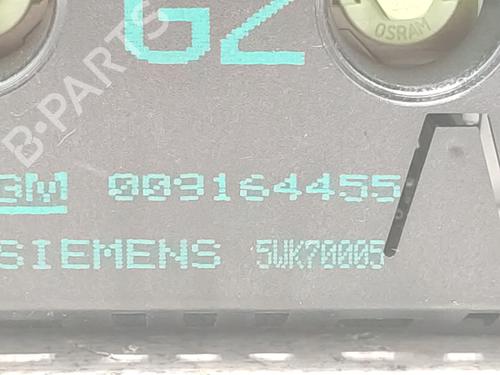 GZ
OSRAM
B-PARTS
GM 009164455
SIEMENS 5WK70005